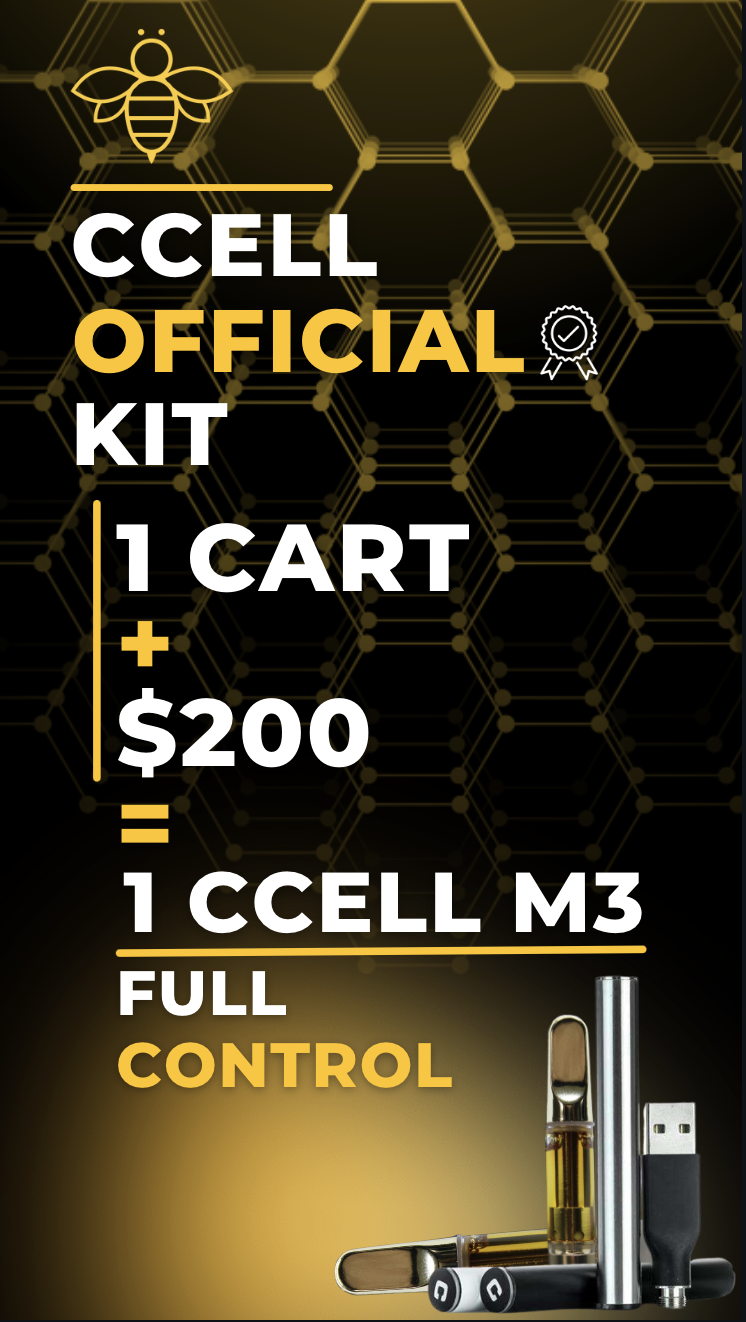 CCELL
OFFICIAL
KIT
1 CART
+
$200
=
1 CCELL M3
FULL
CONTROL